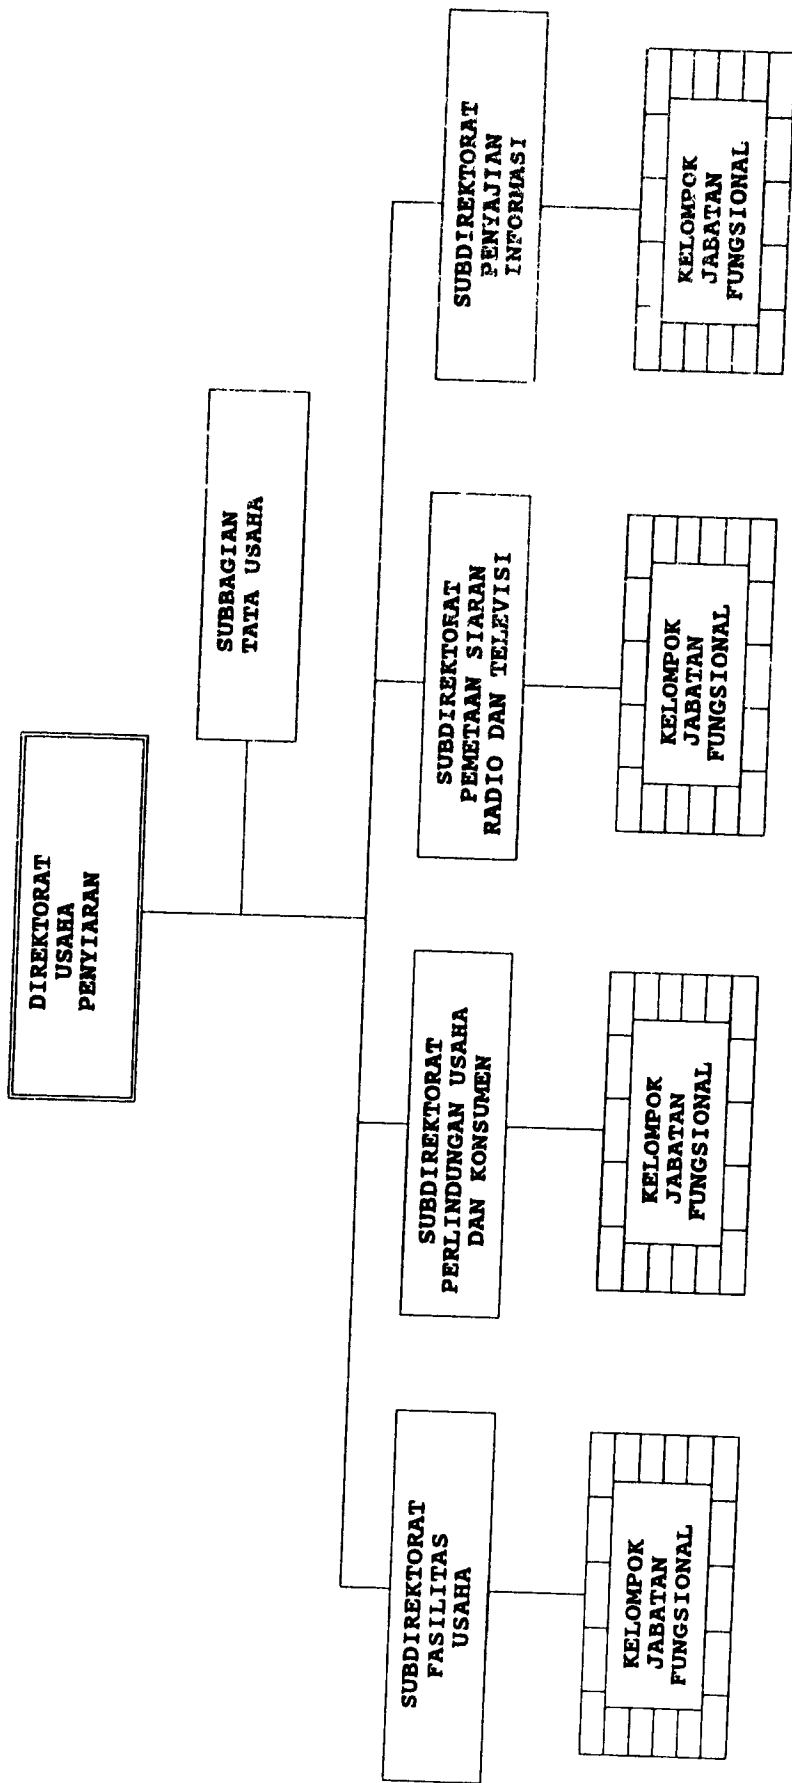 DIREKTORAT
USAHA
PENYIARAN
SUBBAGIAN
TATA USAHA
SUBDIREKTORAT
FASILITAS
USAHA
SUBDIREKTORAT
PERLINDUNGAN USAHA
DAN KONSUMEN
SUBDIREKTORAT
PEMETAAN SIARAN
RADIO DAN TELEVISI
SUBDIREKTORAT
PENYAJIAN
INFORMASI
KELOMPOK
JABATAN
FUNGSIONAL
KELOMPOK
JABATAN
FUNGSIONAL
KELOMPOK
JABATAN
FUNGSIONAL
KELOMPOK
JABATAN
FUNGSIONAL